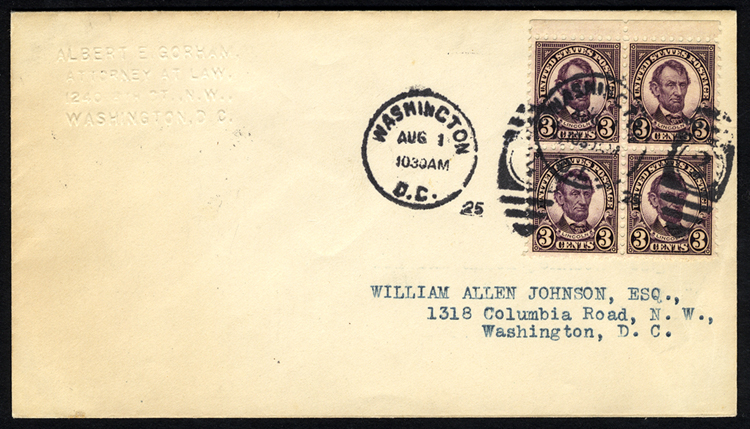 ALBERT E. GORHAM.
ATTORNEY AT LAW.
WASHINGTON, D.C.
WASHINGTON
AUG 1
1030AM
D.C.
25
UNITED STATES POSTAGE
LINCOLN
3 CENTS 3
UNITED STATES POSTAGE
LINCOLN
3 CENTS 3
UNITED STATES POSTAGE
LINCOLN
3 CENTS 3
UNITED STATES POSTAGE
LINCOLN
3 CENTS 3
WASHINGTON
WILLIAM ALLEN JOHNSON, ESQ.,
1318 Columbia Road, N. W.,
Washington, D. C.